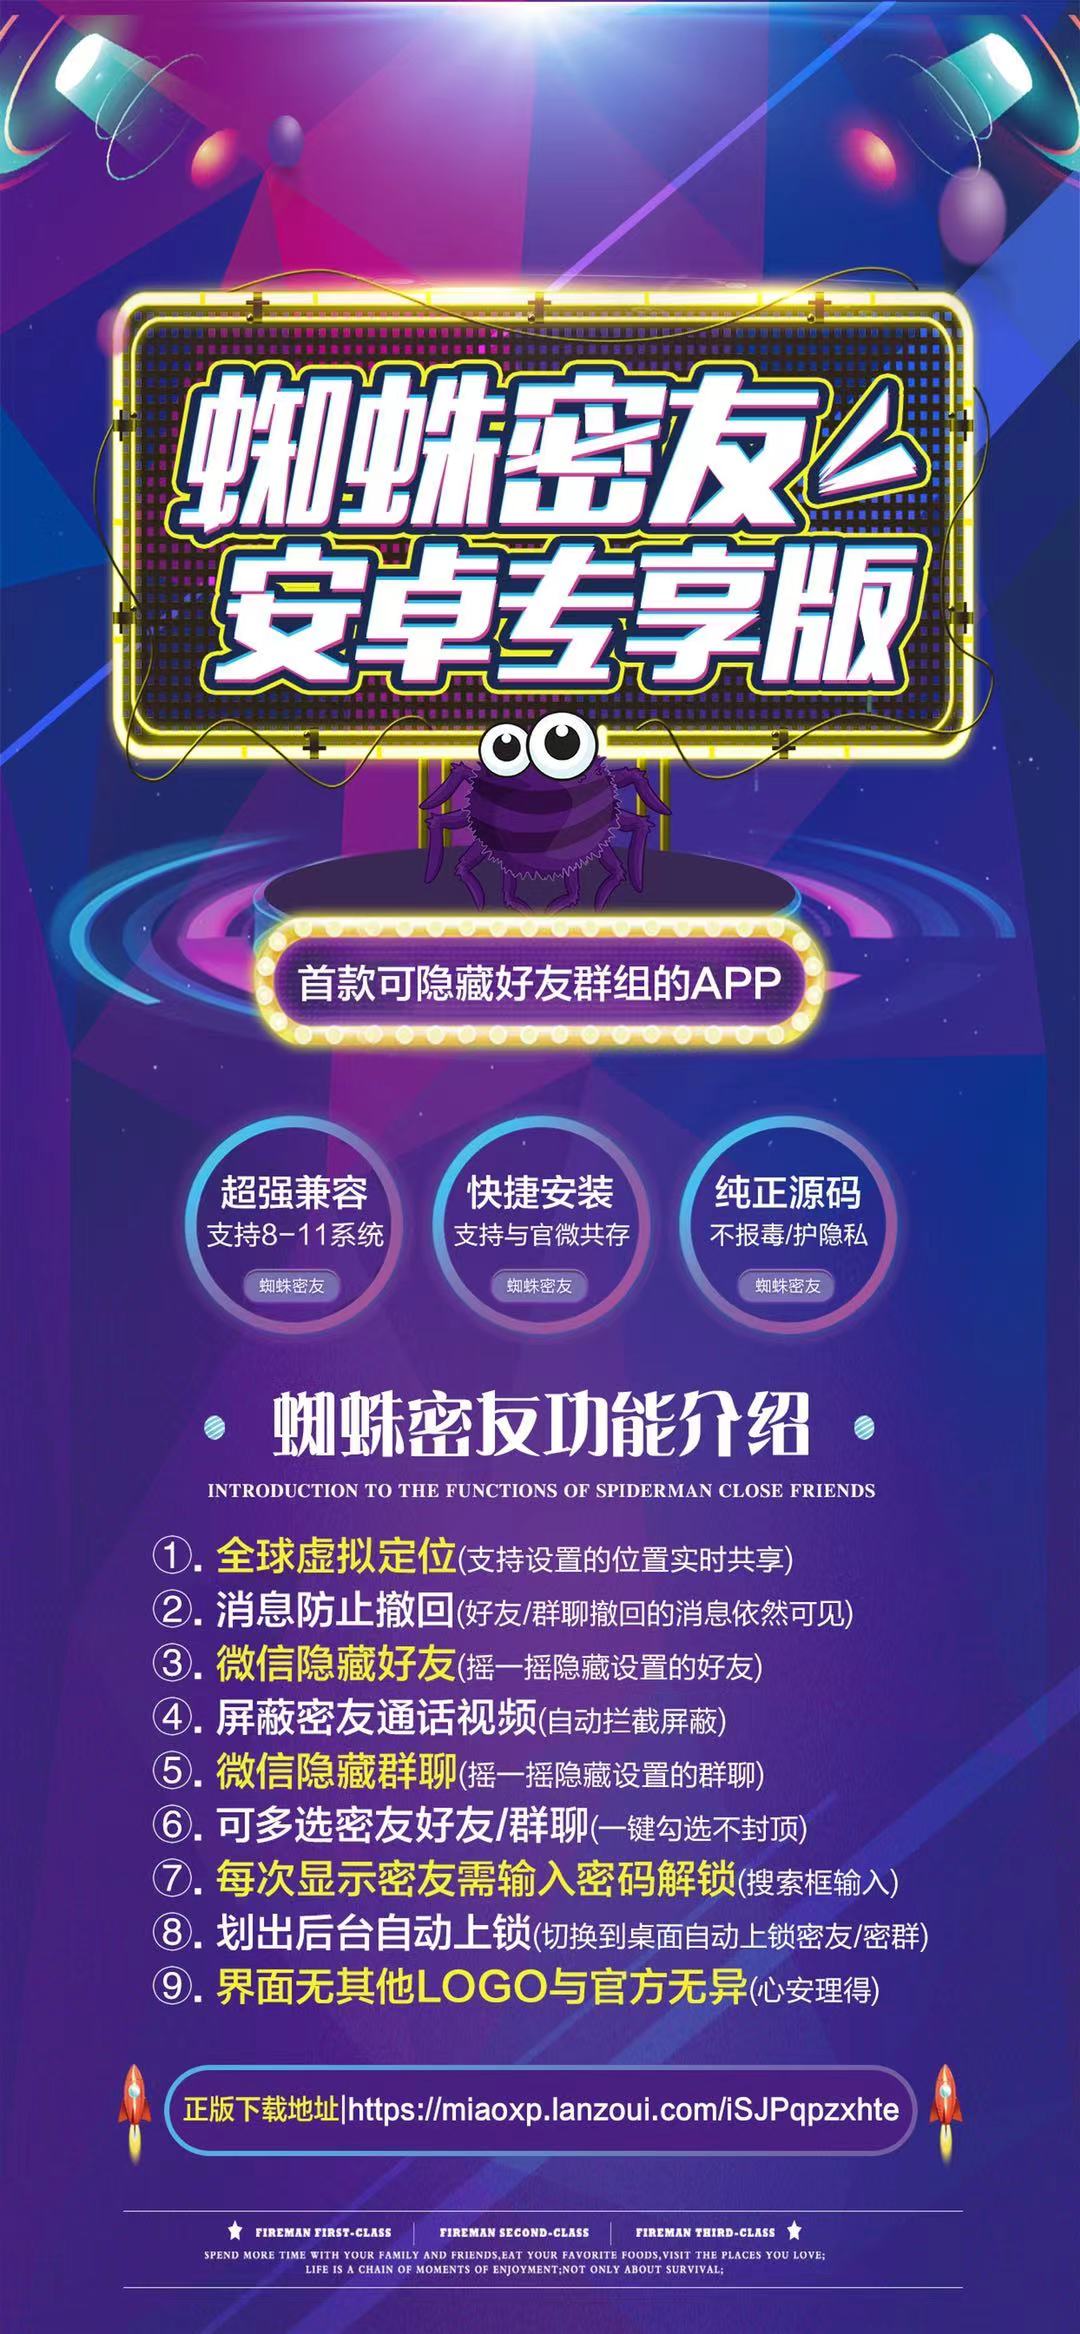 蜘蛛密友
安卓专享版
首款可隐藏好友群组的APP
超强兼容
支持8-11系统
蜘蛛密友
快捷安装
支持与官微共存
蜘蛛密友
纯正源码
不报毒/护隐私
蜘蛛密友
蜘蛛密友功能介绍
INTRODUCTION TO THE FUNCTIONS OF SPIDERMAN CLOSE FRIENDS
①. 全球虚拟定位(支持设置的位置实时共享)
②. 消息防止撤回(好友/群聊撤回的消息依然可见)
③. 微信隐藏好友(摇一摇隐藏设置的好友)
④. 屏蔽密友通话视频(自动拦截屏蔽)
⑤. 微信隐藏群聊(摇一摇隐藏设置的群聊)
⑥. 可多选密友好友/群聊(一键勾选不封顶)
⑦. 每次显示密友需输入密码解锁(搜索框输入)
⑧. 划出后台自动上锁(切换到桌面自动上锁密友/密群)
⑨. 界面无其他LOGO与官方无异(心安理得)
正版下载地址|https://miaoxp.lanzoui.com/iSJPqpzxhte
FIREMAN FIRST-CLASS
FIREMAN SECOND-CLASS
FIREMAN THIRD-CLASS
SPEND MORE TIME WITH YOUR FAMILY AND FRIENDS,EAT YOUR FAVORITE FOODS,VISIT THE PLACES YOU LOVE;
LIFE IS A CHAIN OF MOMENTS OF ENJOYMENT;NOT ONLY ABOUT SURVIVAL;